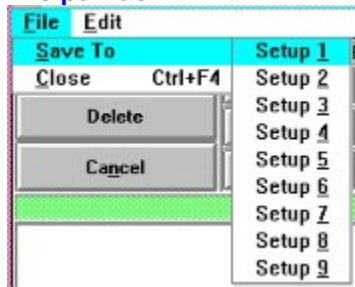 File Edit
Save To
Close Ctrl+F4
Delete
Cancel
Setup 1
Setup 2
Setup 3
Setup 4
Setup 5
Setup 6
Setup 7
Setup 8
Setup 9